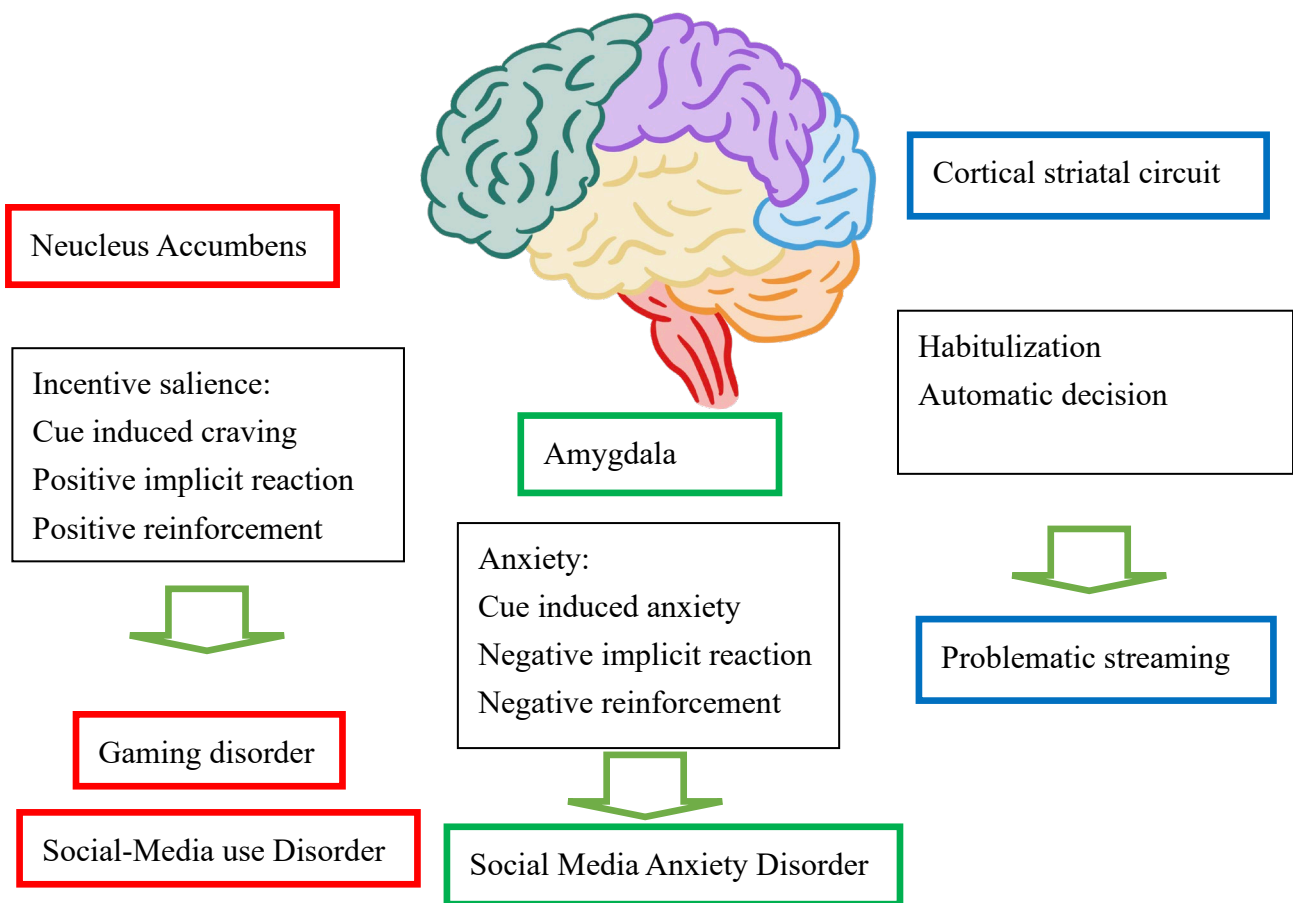 Neucleus Accumbens
Incentive salience:
Cue induced craving
Positive implicit reaction
Positive reinforcement
Gaming disorder
Social-Media use Disorder
Amygdala
Anxiety:
Cue induced anxiety
Negative implicit reaction
Negative reinforcement
Social Media Anxiety Disorder
Cortical striatal circuit
Habitulization
Automatic decision
Problematic streaming